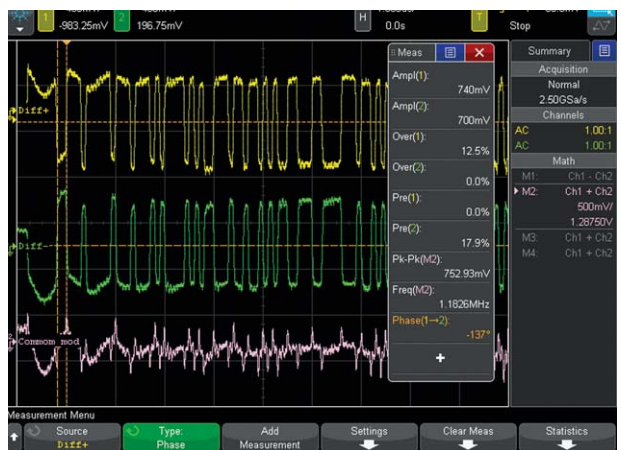 1
-983.25mV
2
196.75mV
H
0.0s
T
Stop
Meas
Ampl(1):
740mV
Ampl(2):
700mV
Over(1):
12.5%
Over(2):
0.0%
Pre(1):
0.0%
Pre(2):
17.9%
Pk-Pk(M2):
752.93mV
Freq(M2):
1.1826MHz
Phase(1→2):
-137°
+
Summary
Acquisition
Normal
2.50GSa/s
Channels
AC 1.00:1
AC 1.00:1
Math
M1: Ch1 - Ch2
M2: Ch1 + Ch2
500mV/
1.28750V
M3: Ch1 + Ch2
M4: Ch1 + Ch2
Diff+
Diff-
Commom_mod
Measurement Menu
Source
Diff+
Type:
Phase
Add
Measurement
Settings
Clear Meas
Statistics